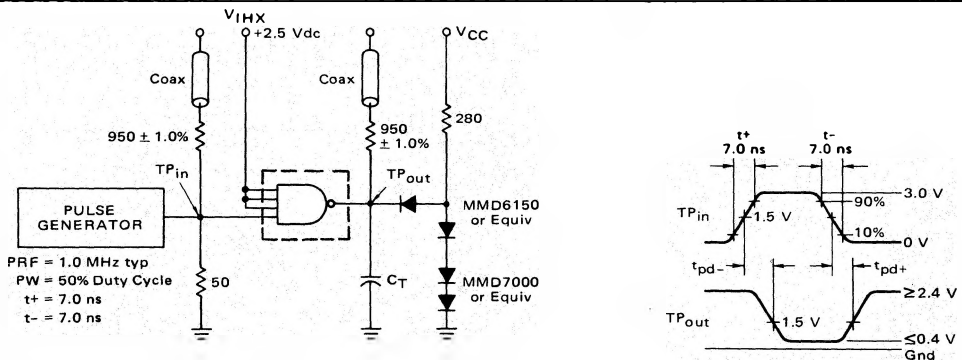 VIHX
+2.5 Vdc
VCC
Coax
Coax
280
950 ± 1.0%
950
± 1.0%
TPin
TPout
PULSE
GENERATOR
MMD6150
or Equiv
PRF = 1.0 MHz typ
PW = 50% Duty Cycle
t+ = 7.0 ns
t− = 7.0 ns
50
CT
MMD7000
or Equiv
t+
7.0 ns
t−
7.0 ns
3.0 V
90%
TPin
1.5 V
10%
0 V
tpd−
tpd+
≥2.4 V
TPout
1.5 V
≤0.4 V
Gnd